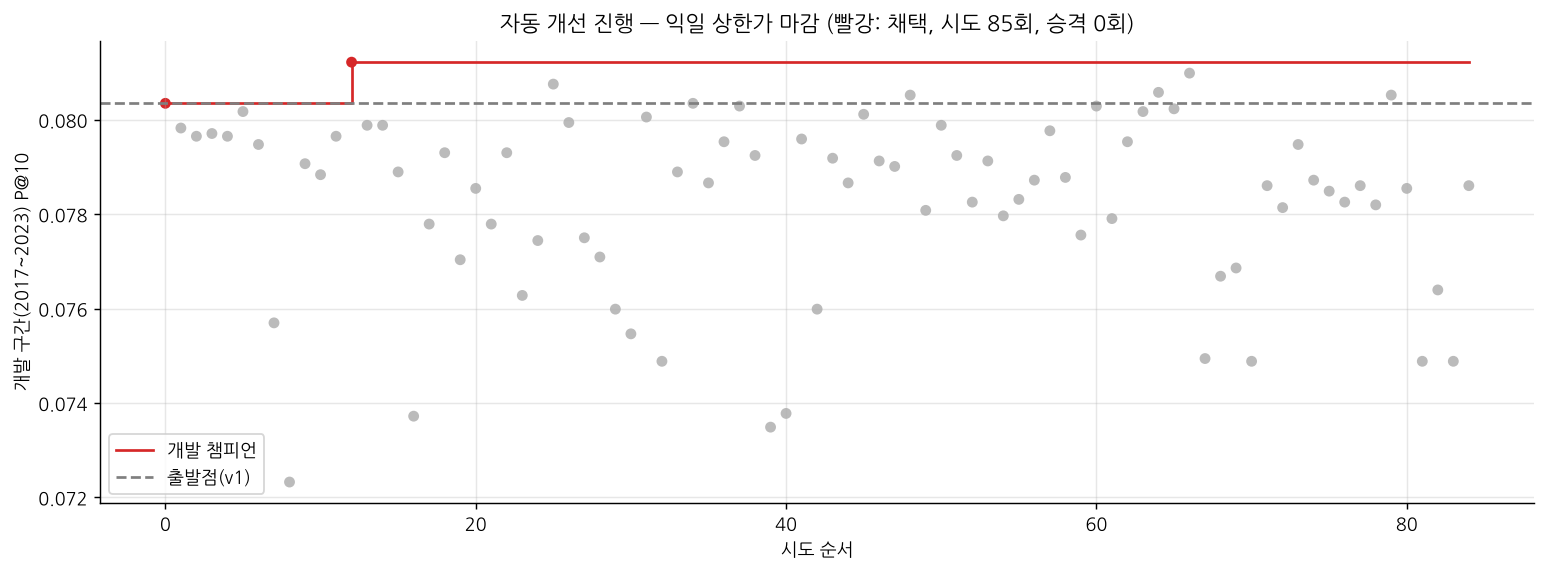 자동 개선 진행 — 익일 상한가 마감 (빨강: 채택, 시도 85회, 승격 0회)
개발 구간(2017~2023) P@10
0.080
0.078
0.076
0.074
0.072
개발 챔피언
출발점(v1)
0
20
40
60
80
시도 순서